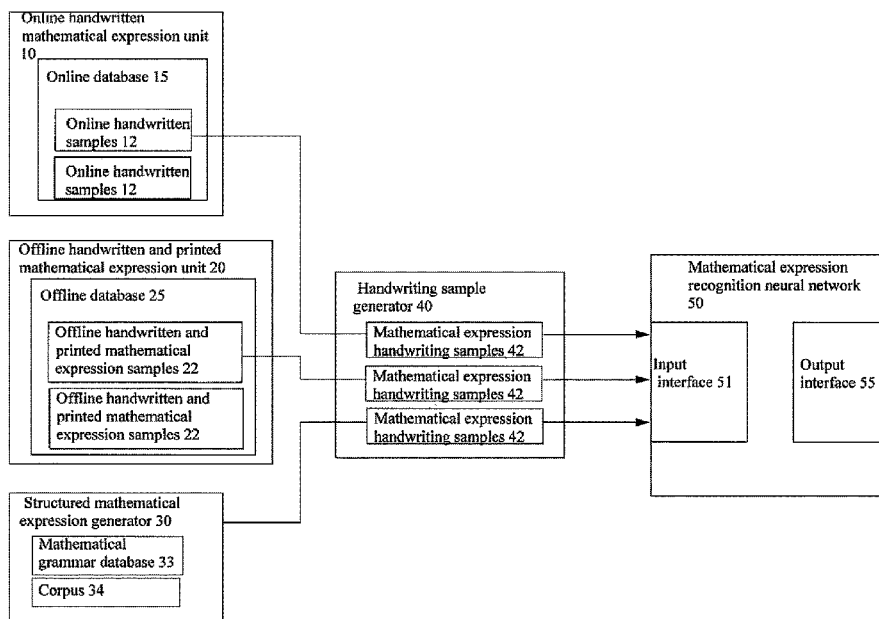 Online handwritten
mathematical expression unit
10
Online database 15
Online handwritten
samples 12
Online handwritten
samples 12
Offline handwritten and printed
mathematical expression unit 20
Offline database 25
Offline handwritten and
printed mathematical
expression samples 22
Offline handwritten and
printed mathematical
expression samples 22
Structured mathematical
expression generator 30
Mathematical
grammar database 33
Corpus 34
Handwriting sample
generator 40
Mathematical expression
handwriting samples 42
Mathematical expression
handwriting samples 42
Mathematical expression
handwriting samples 42
Mathematical expression
recognition neural network
50
Input
interface 51
Output
interface 55